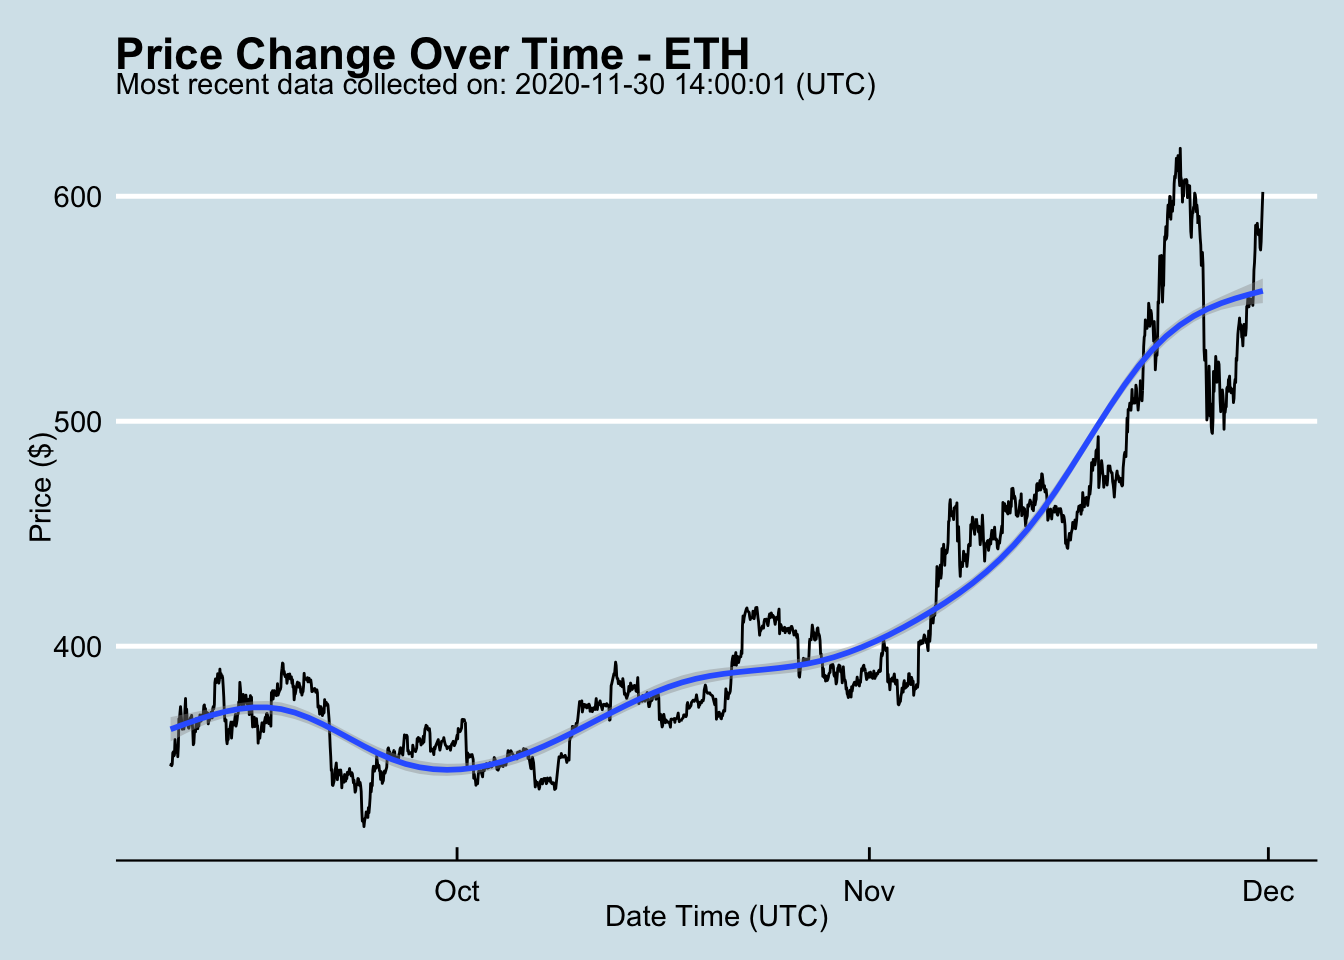 Price Change Over Time - ETH
Most recent data collected on: 2020-11-30 14:00:01 (UTC)
600
500
400
Price ($)
Oct
Nov
Dec
Date Time (UTC)